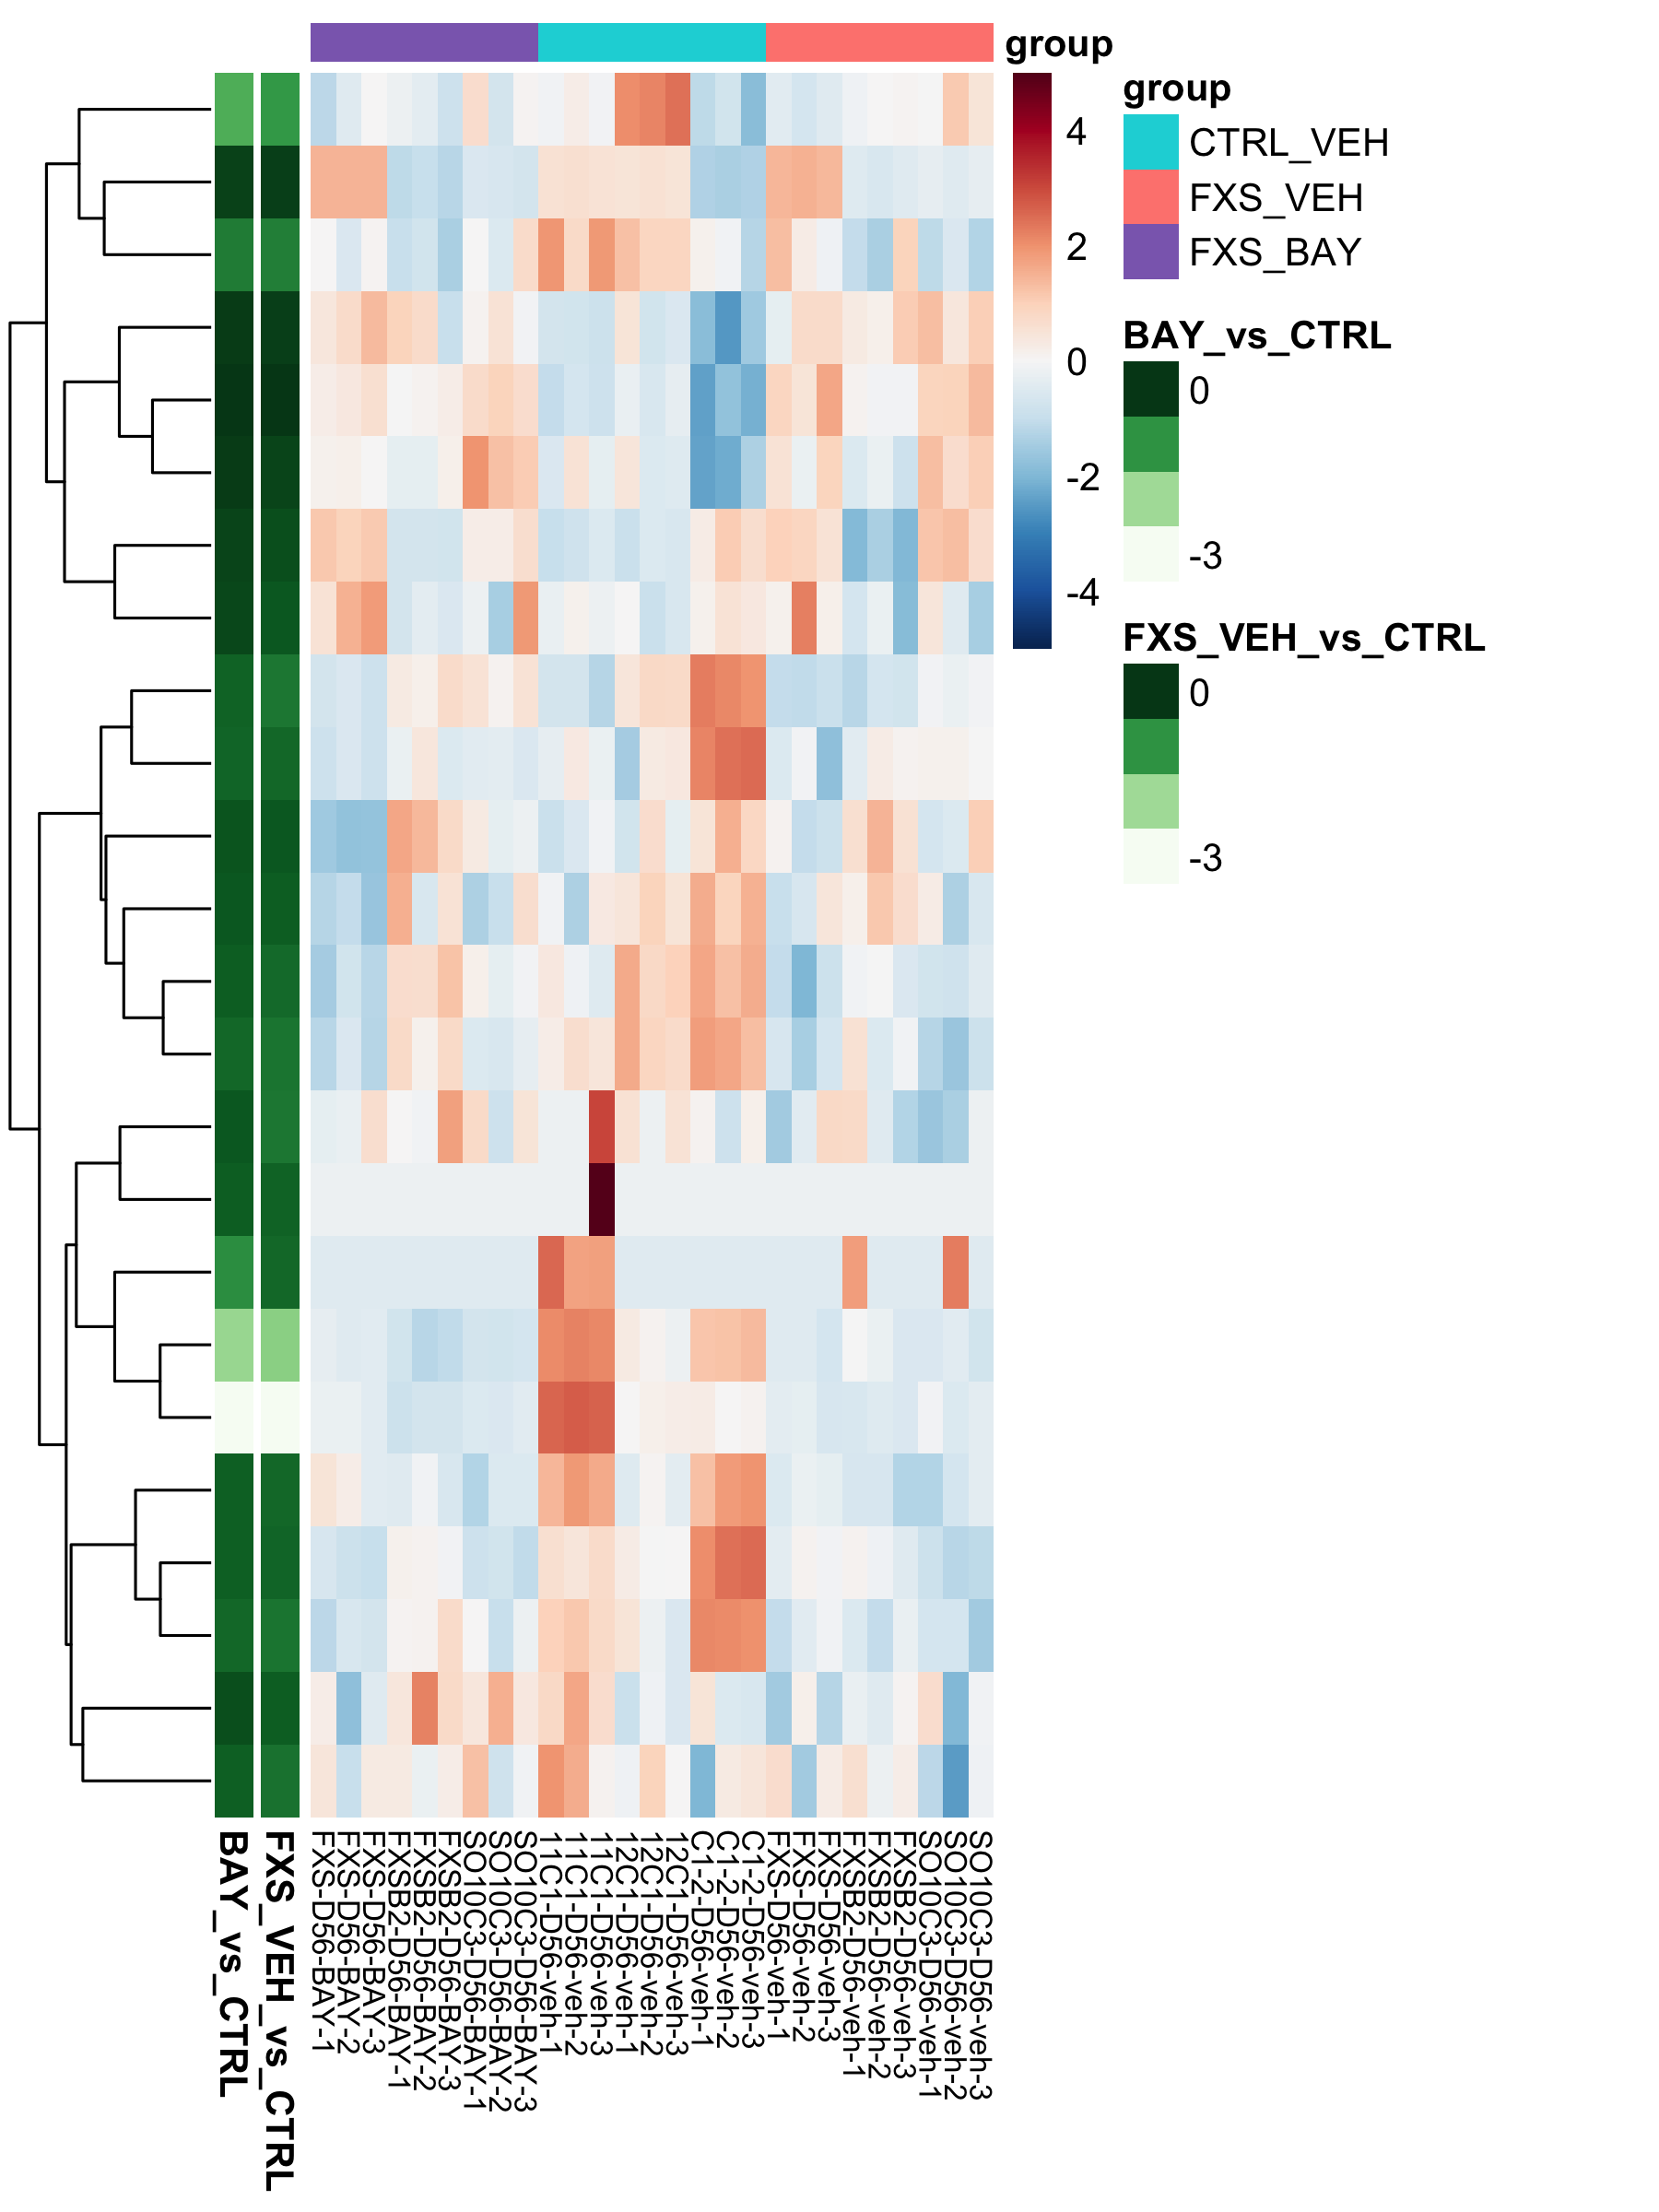 group
4
2
0
-2
-4
group
CTRL_VEH
FXS_VEH
FXS_BAY
BAY_vs_CTRL
0
-3
FXS_VEH_vs_CTRL
0
-3
BAY_vs_CTRL
FXS_VEH_vs_CTRL
FXS-D56-BAY-1
FXS-D56-BAY-2
FXS-D56-BAY-3
FXSB2-D56-BAY-1
FXSB2-D56-BAY-2
FXSB2-D56-BAY-3
SO10C3-D56-BAY-1
SO10C3-D56-BAY-2
SO10C3-D56-BAY-3
11C1-D56-veh-1
11C1-D56-veh-2
11C1-D56-veh-3
12C1-D56-veh-1
12C1-D56-veh-2
12C1-D56-veh-3
C1-2-D56-veh-1
C1-2-D56-veh-2
C1-2-D56-veh-3
FXS-D56-veh-1
FXS-D56-veh-2
FXS-D56-veh-3
FXSB2-D56-veh-1
FXSB2-D56-veh-2
FXSB2-D56-veh-3
SO10C3-D56-veh-1
SO10C3-D56-veh-2
SO10C3-D56-veh-3